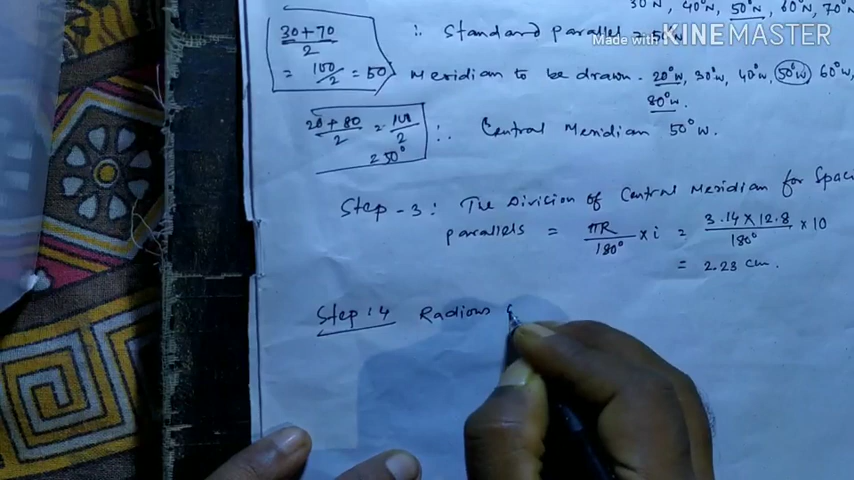 30°N, 40°N, 50°N, 60°N, 70°N
30+70
2
= 100/2 = 50
∴ Standard parallel = 50°N
Made with KINEMASTER
Meridian to be drawn - 20°W, 30°W, 40°W, 50°W, 60°W,
80°W.
20 + 80 = 100
2 2
= 50°
∴ Central Meridian 50°W.
Step-3: The Division of Central Meridian for Spaci
parallels = πR/180° × i = 3.14 × 12.8/180° × 10
= 2.23 cm.
Step:4 Radious